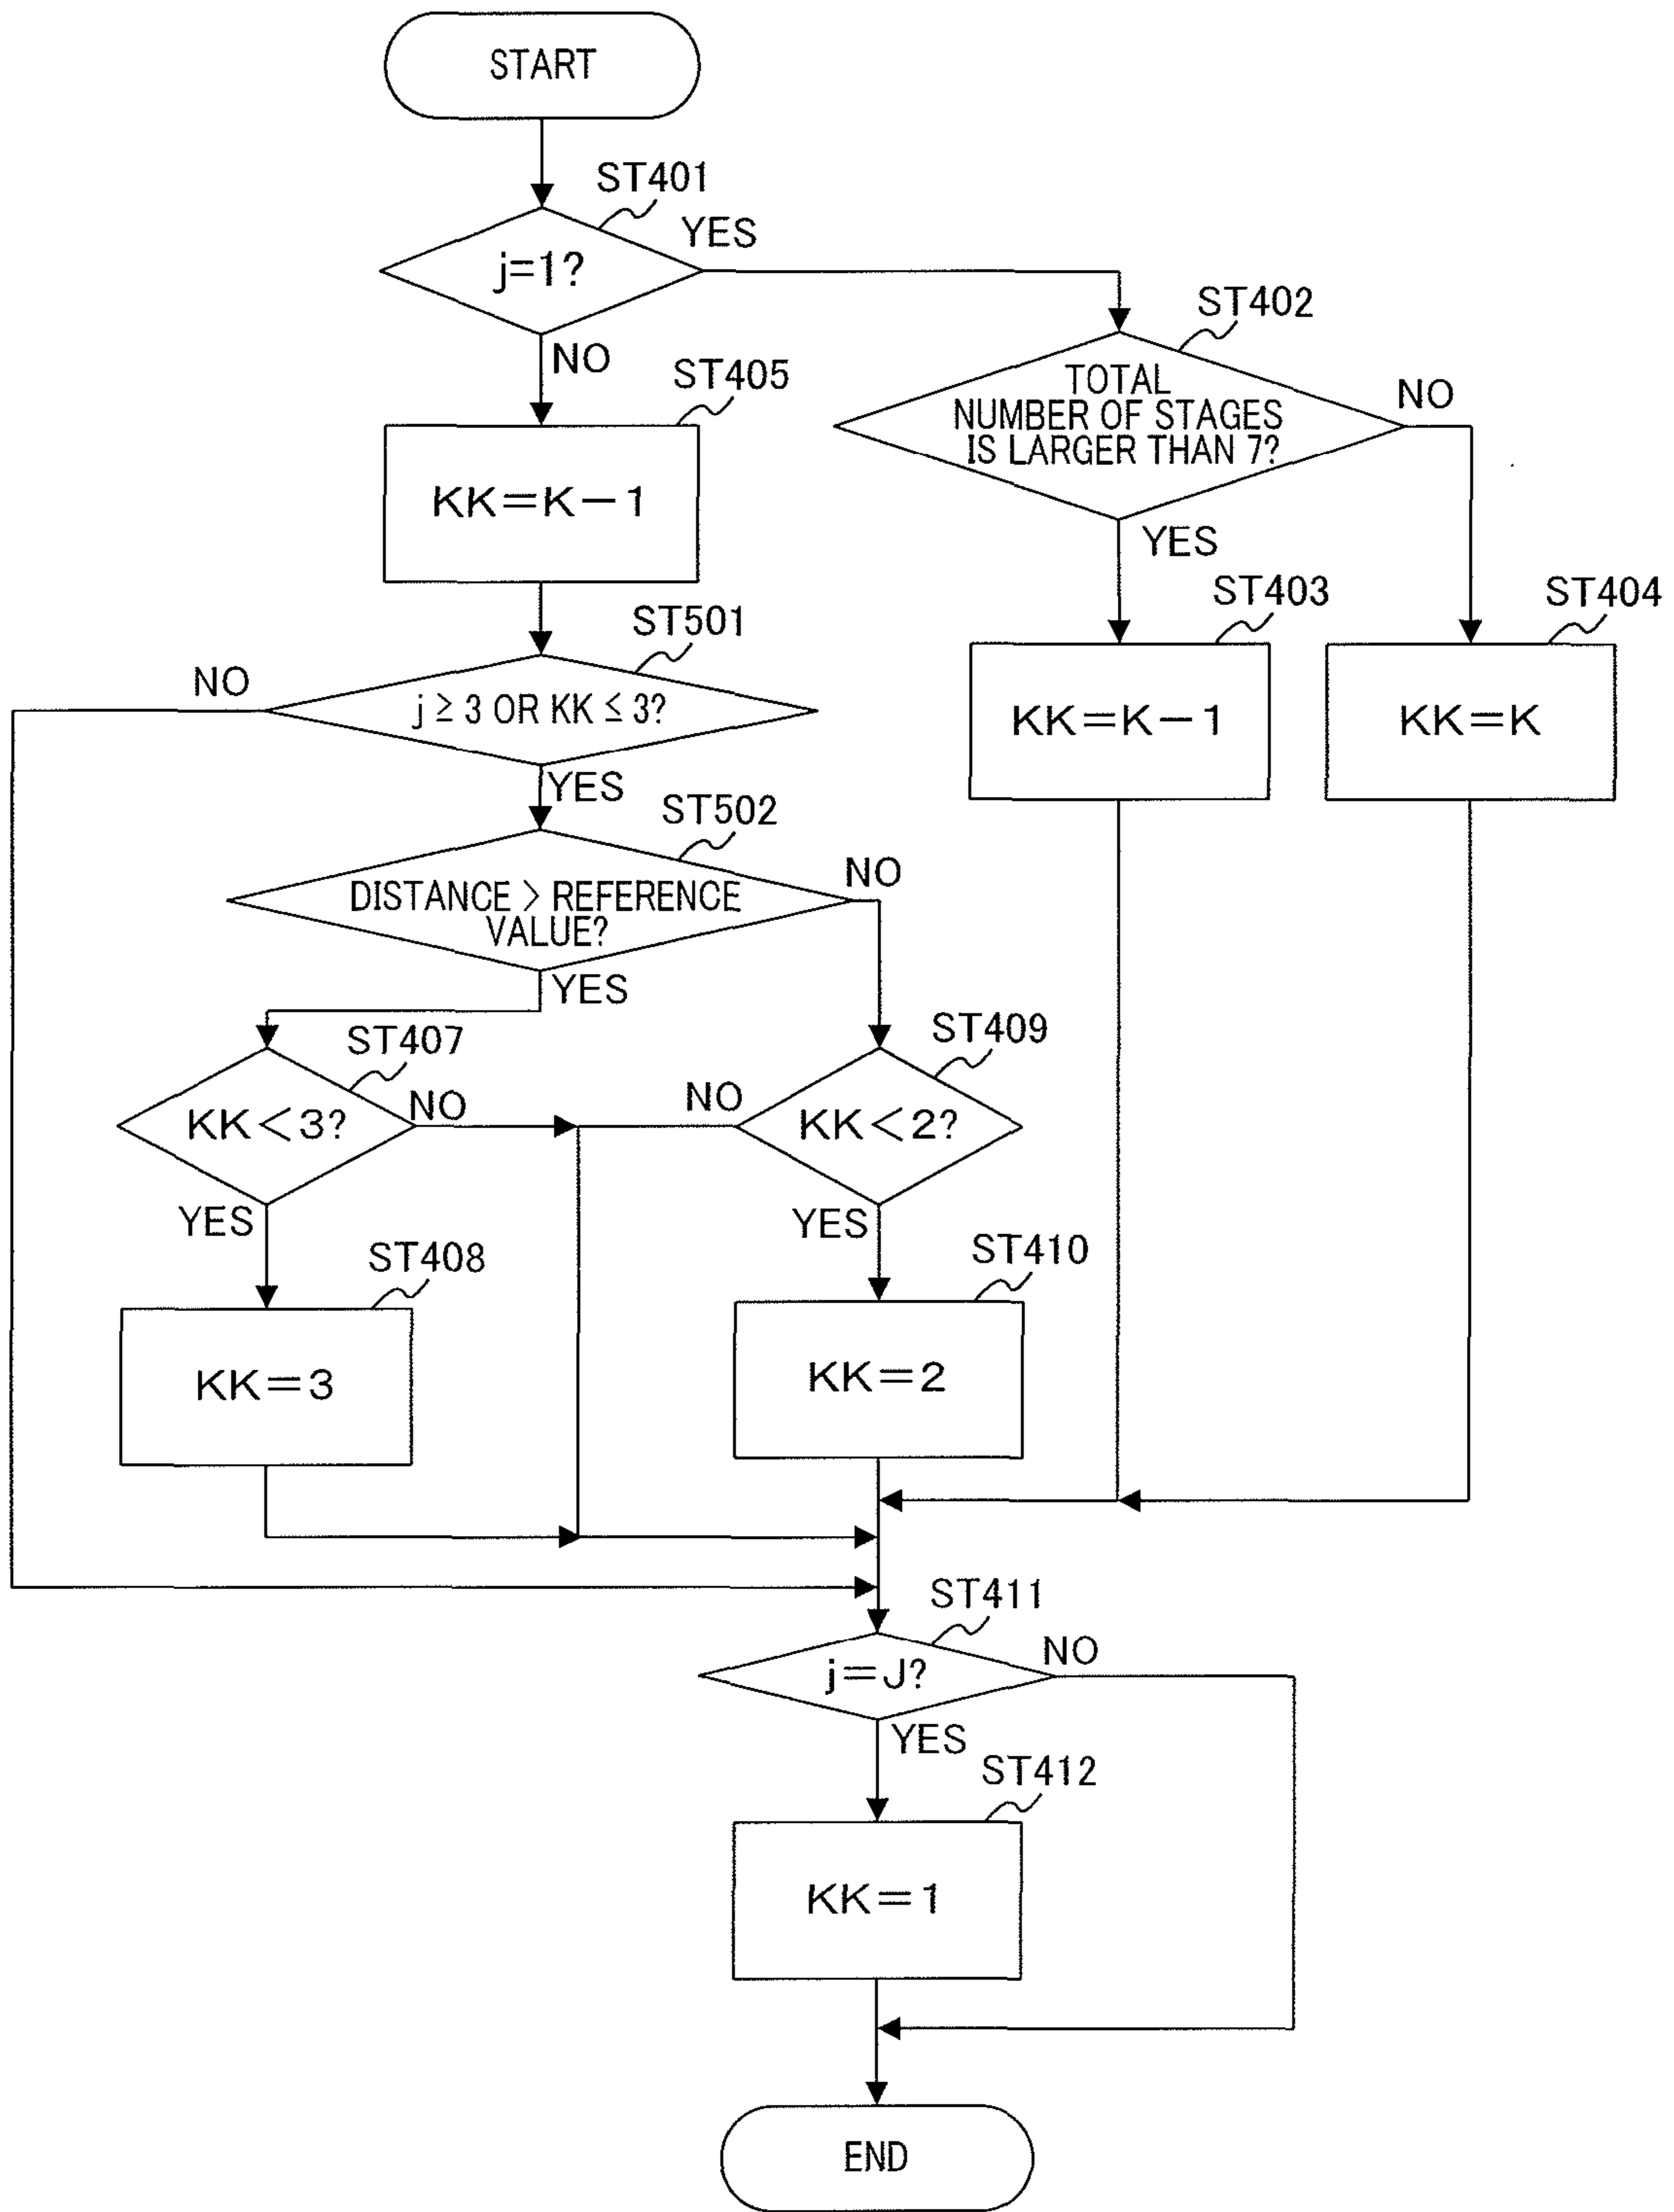 START
ST401
YES
j=1?
NO
ST402
TOTAL
NUMBER OF STAGES
IS LARGER THAN 7?
NO
YES
ST405
KK=K−1
ST403
KK=K−1
ST404
KK=K
ST501
NO
j ≥ 3 OR KK ≤ 3?
YES
ST502
NO
DISTANCE > REFERENCE
VALUE?
YES
ST407
KK<3?
NO
YES
ST409
NO
KK<2?
YES
ST408
KK=3
ST410
KK=2
ST411
NO
j=J?
YES
ST412
KK=1
END